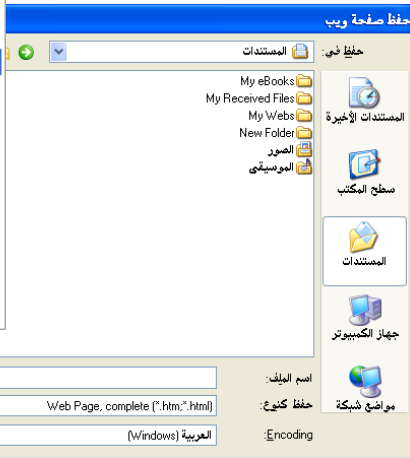 حفظ صفحة ويب
حفظ في:
المستندات
My eBooks
My Received Files
My Webs
New Folder
الصور
الموسيقى
المستندات الأخيرة
سطح المكتب
المستندات
جهاز الكمبيوتر
مواضع شبكة
اسم الملف:
حفظ كنوع:
Web Page, complete (*.htm;*.html)
Encoding:
العربية (Windows)